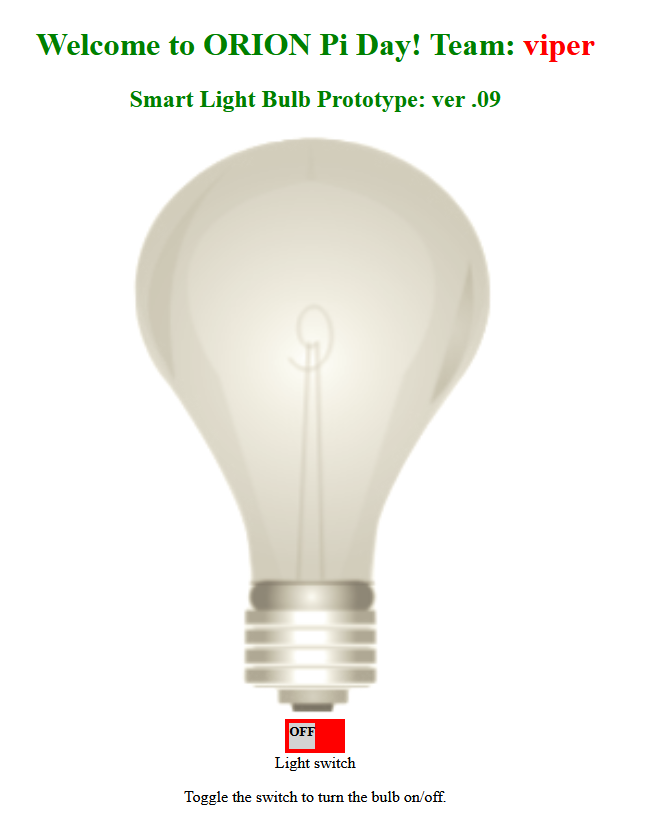 Welcome to ORION Pi Day! Team: viper
Smart Light Bulb Prototype: ver .09
OFF
Light switch
Toggle the switch to turn the bulb on/off.